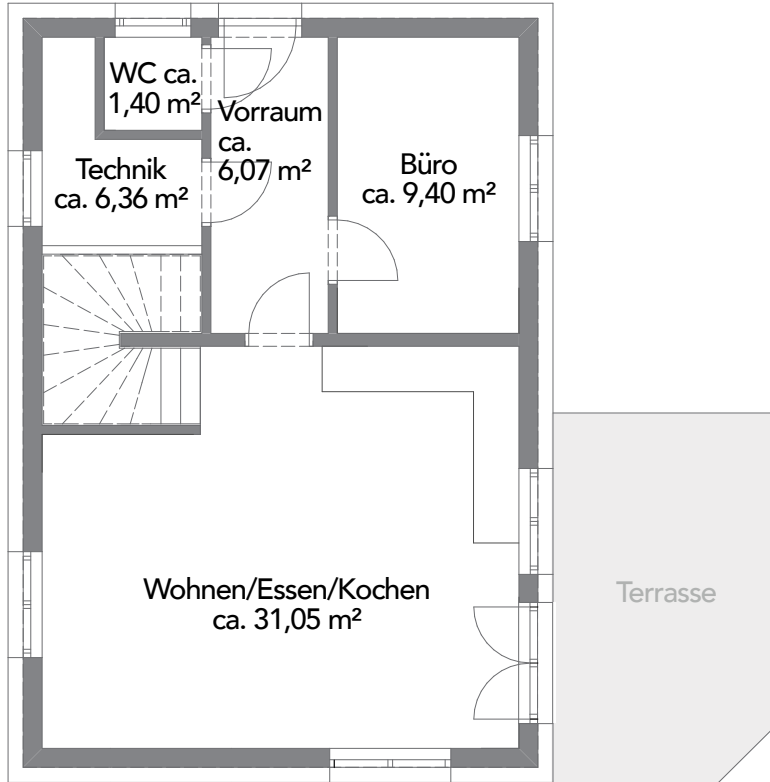 WC ca.
1,40 m²
Vorraum
ca.
6,07 m²
Technik
ca. 6,36 m²
Büro
ca. 9,40 m²
Wohnen/Essen/Kochen
ca. 31,05 m²
Terrasse